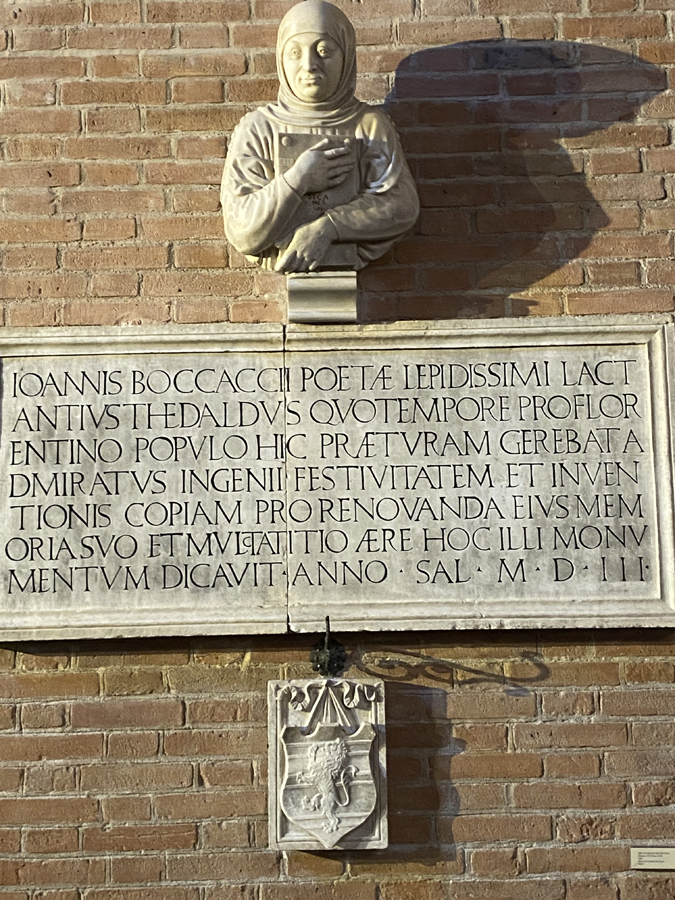 IOANNIS BOCCACCII POETÆ LEPIDISSIMI LACT
ANTIVS THEDALDVS QVO TEMPORE PRO FLOR
ENTINO POPVLO HIC PRÆTVRAM GEREBAT A
DMIRATVS INGENII FESTIVITATEM ET INVEN
TIONIS COPIAM PRO RENOVANDA EIVS MEM
ORIA SVO ET MVLCTATITIO ÆRE HOC ILLI MONV
MENTVM DICAVIT · ANNO · SAL · M · D · III ·